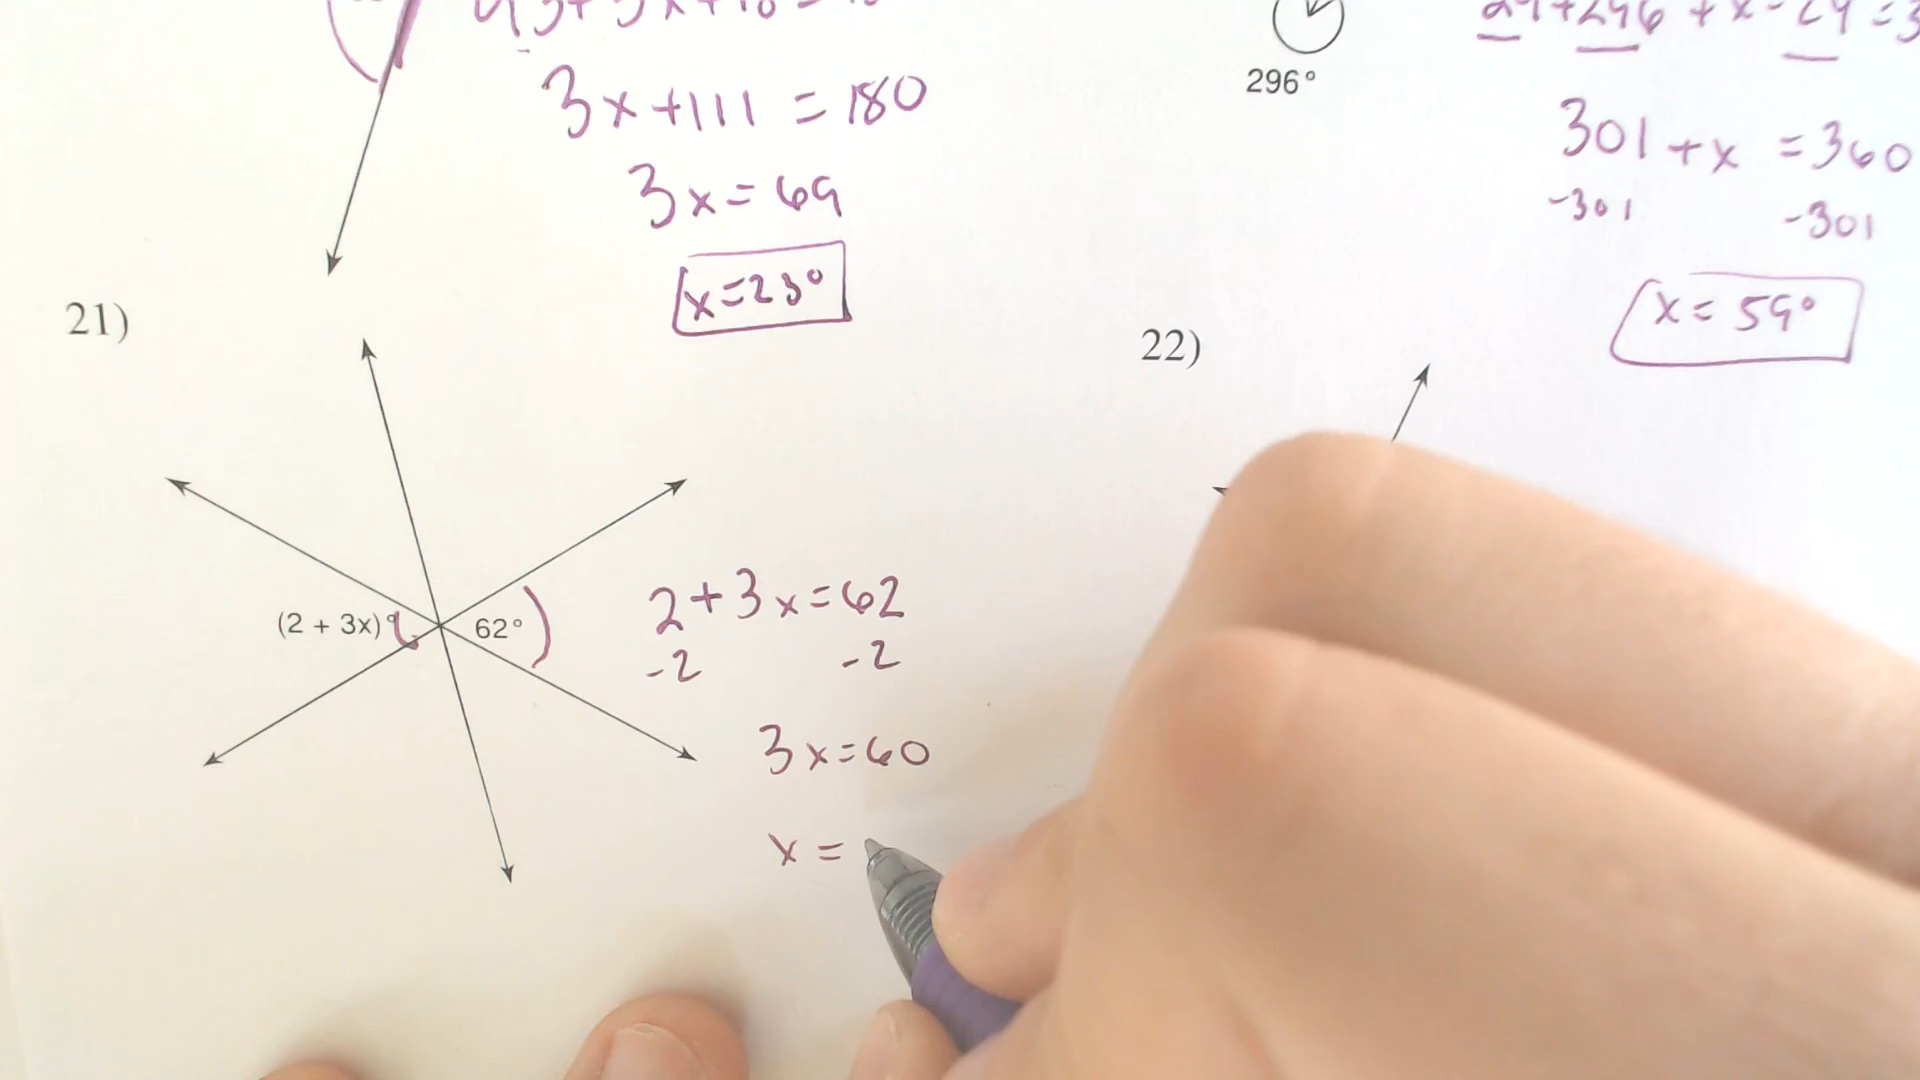 3x+111 = 180
3x = 69
x=23°
21)
(2 + 3x)°
62°
2+3x=62
-2 -2
3x=60
x =
296°
301 +x = 360
-301 -301
x = 59°
22)